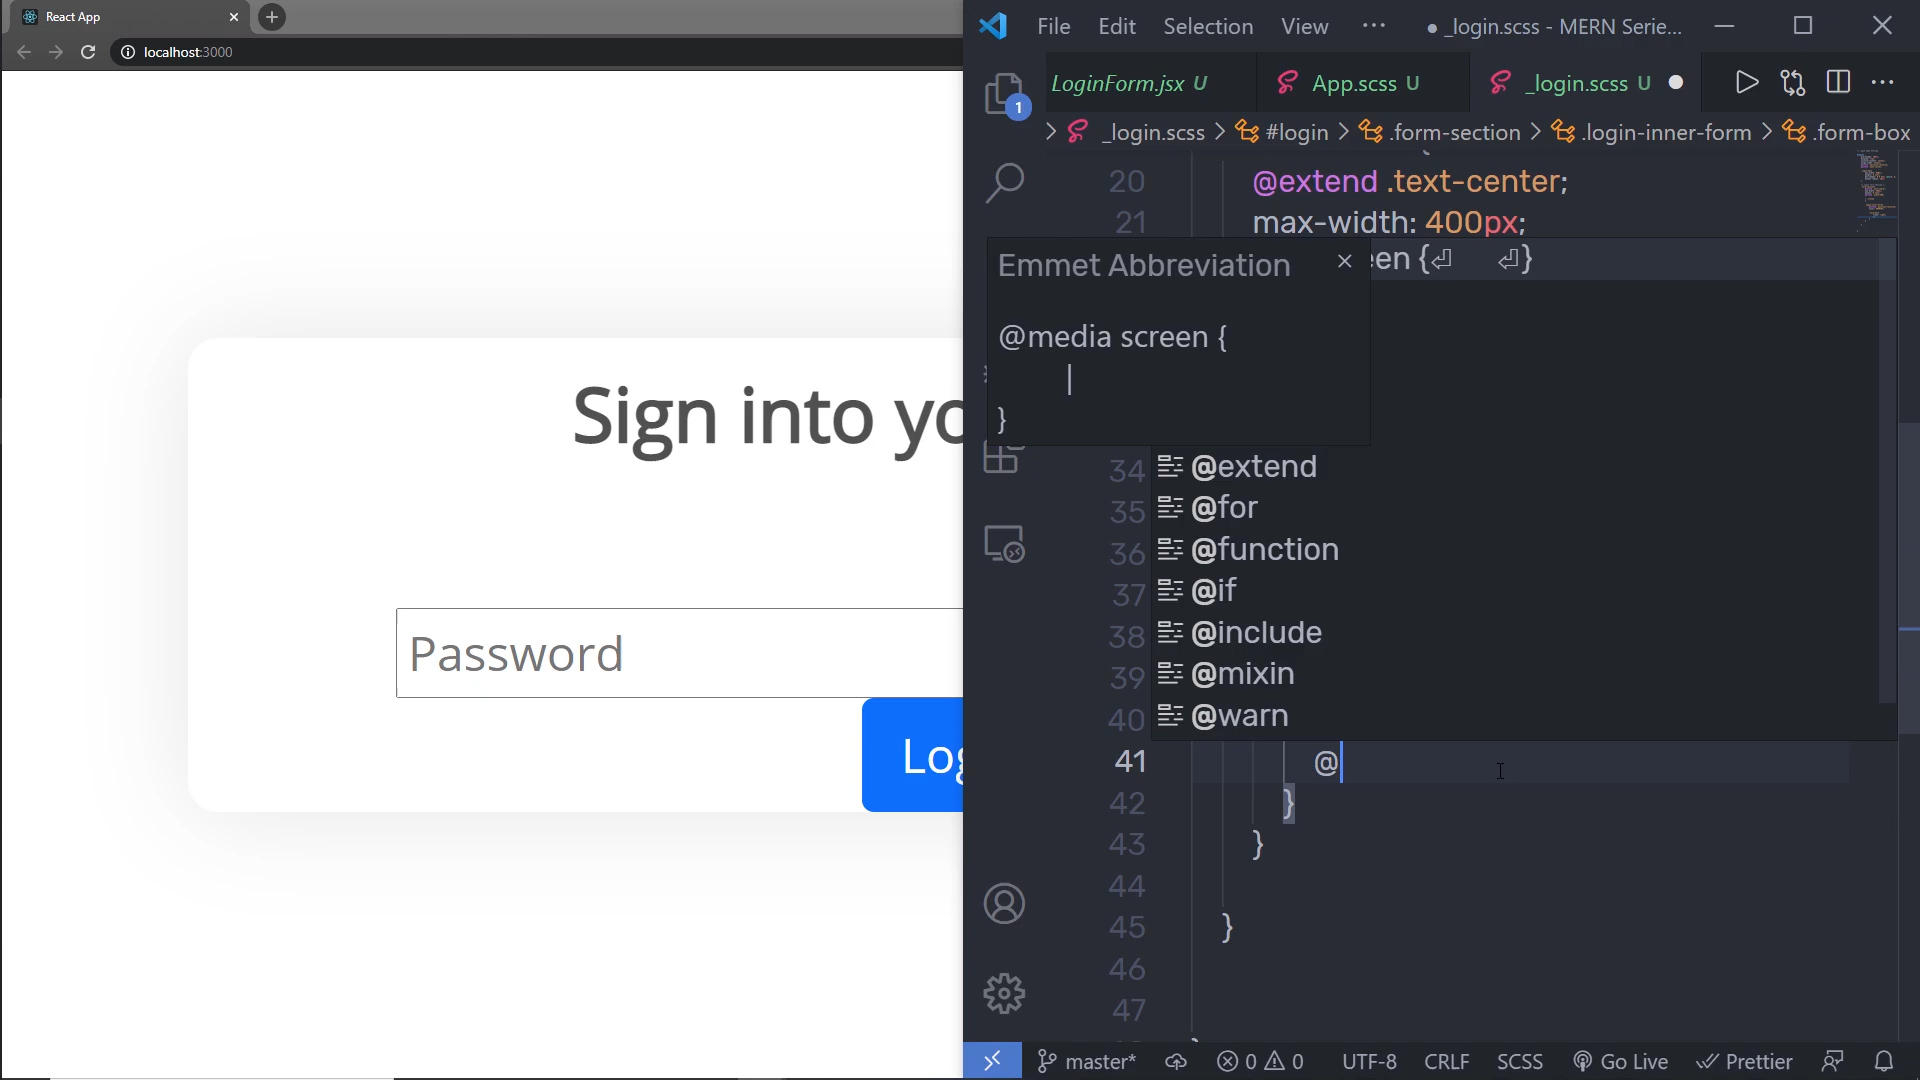 React App
localhost:3000
Sign into yo
Password
Log
File Edit Selection View ··· ● _login.scss - MERN Serie...
1
LoginForm.jsx U
App.scss U
_login.scss U
_login.scss > #login > .form-section > .login-inner-form > .form-box
20 @extend .text-center;
21 max-width: 400px;
een {⏎ ⏎}
Emmet Abbreviation
@media screen {
|
}
34 @extend
35 @for
36 @function
37 @if
38 @include
39 @mixin
40 @warn
41 @
42 }
43 }
44
45 }
46
47
master* 0 0 UTF-8 CRLF SCSS Go Live Prettier